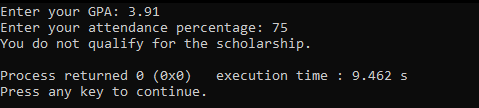 Enter your GPA: 3.91
Enter your attendance percentage: 75
You do not qualify for the scholarship.
Process returned 0 (0x0)   execution time : 9.462 s
Press any key to continue.